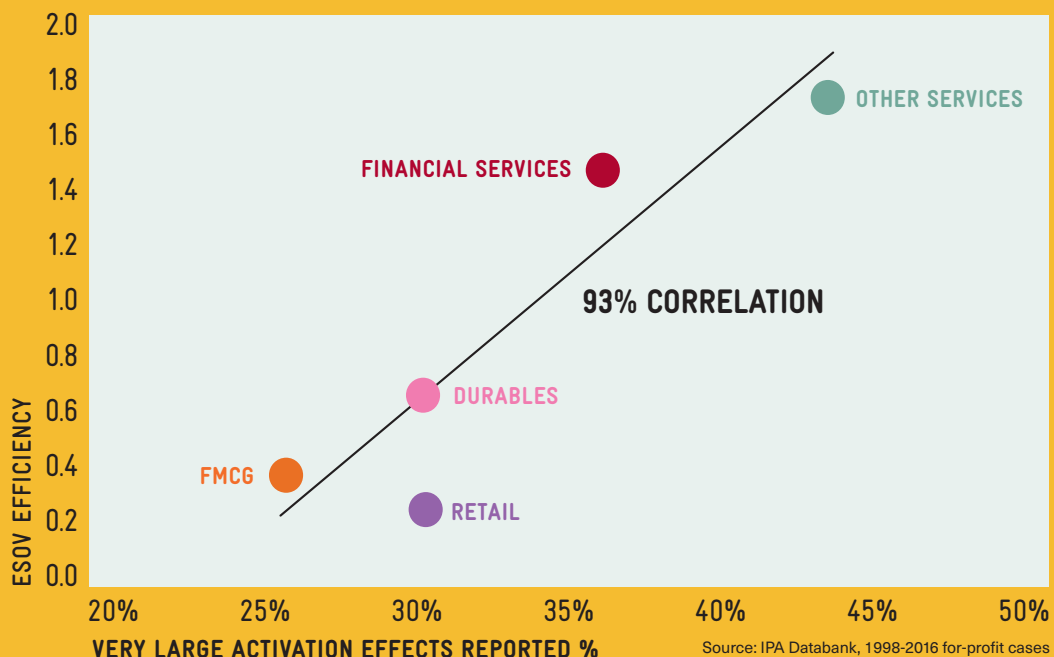 2.0
1.8
1.6
1.4
1.2
1.0
0.8
0.6
0.4
0.2
0.0
ESOV EFFICIENCY
OTHER SERVICES
FINANCIAL SERVICES
93% CORRELATION
DURABLES
FMCG
RETAIL
20% 25% 30% 35% 40% 45% 50%
VERY LARGE ACTIVATION EFFECTS REPORTED %
Source: IPA Databank, 1998-2016 for-profit cases